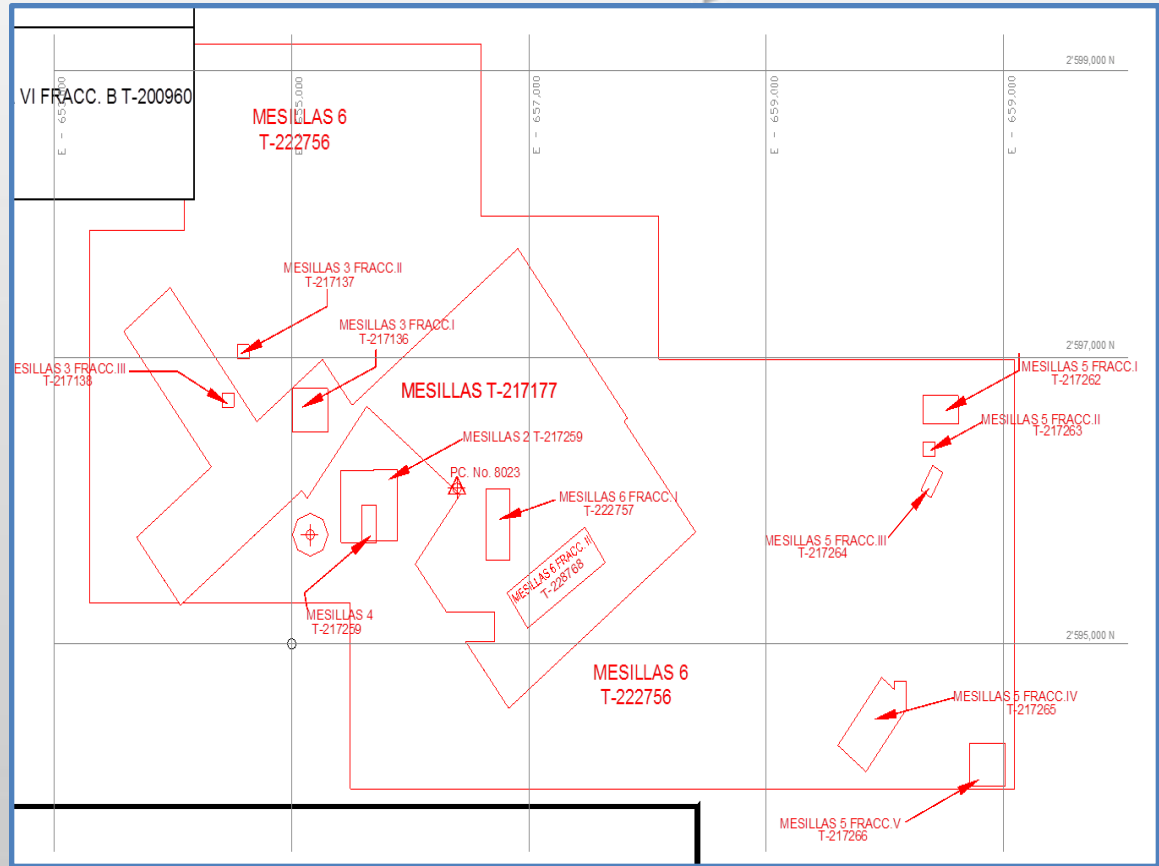 2'599,000 N
VI FRACC. B T-200960
E - 655,000
E - 657,000
E - 659,000
E - 659,000
MESILLAS 6
T-222756
MESILLAS 3 FRACC.II
T-217137
MESILLAS 3 FRACC.I
T-217136
2'597,000 N
ESILLAS 3 FRACC.III
T-217138
MESILLAS 5 FRACC.I
T-217262
MESILLAS T-217177
MESILLAS 5 FRACC.II
T-217263
MESILLAS 2 T-217259
PC. No. 8023
MESILLAS 6 FRACC. I
T-222757
MESILLAS 5 FRACC.III
T-217264
MESILLAS 6 FRACC. II
T-228768
MESILLAS 4
T-217259
2'595,000 N
MESILLAS 6
T-222756
MESILLAS 5 FRACC.IV
T-217265
MESILLAS 5 FRACC.V
T-217266